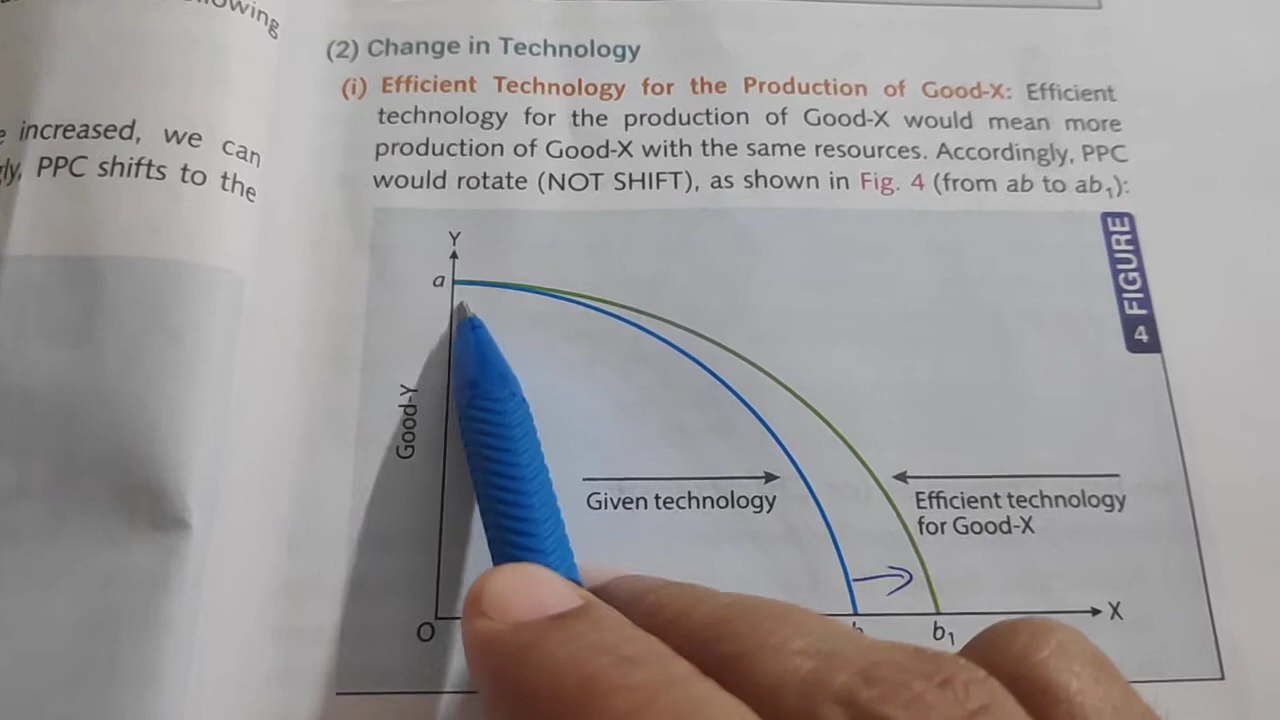 increased, we can
PPC shifts to the
(2) Change in Technology
(i) Efficient Technology for the Production of Good-X: Efficient
technology for the production of Good-X would mean more
production of Good-X with the same resources. Accordingly, PPC
would rotate (NOT SHIFT), as shown in Fig. 4 (from ab to ab₁):
4 FIGURE
Y
a
Good-Y
Given technology
Efficient technology
for Good-X
O
b₁
X